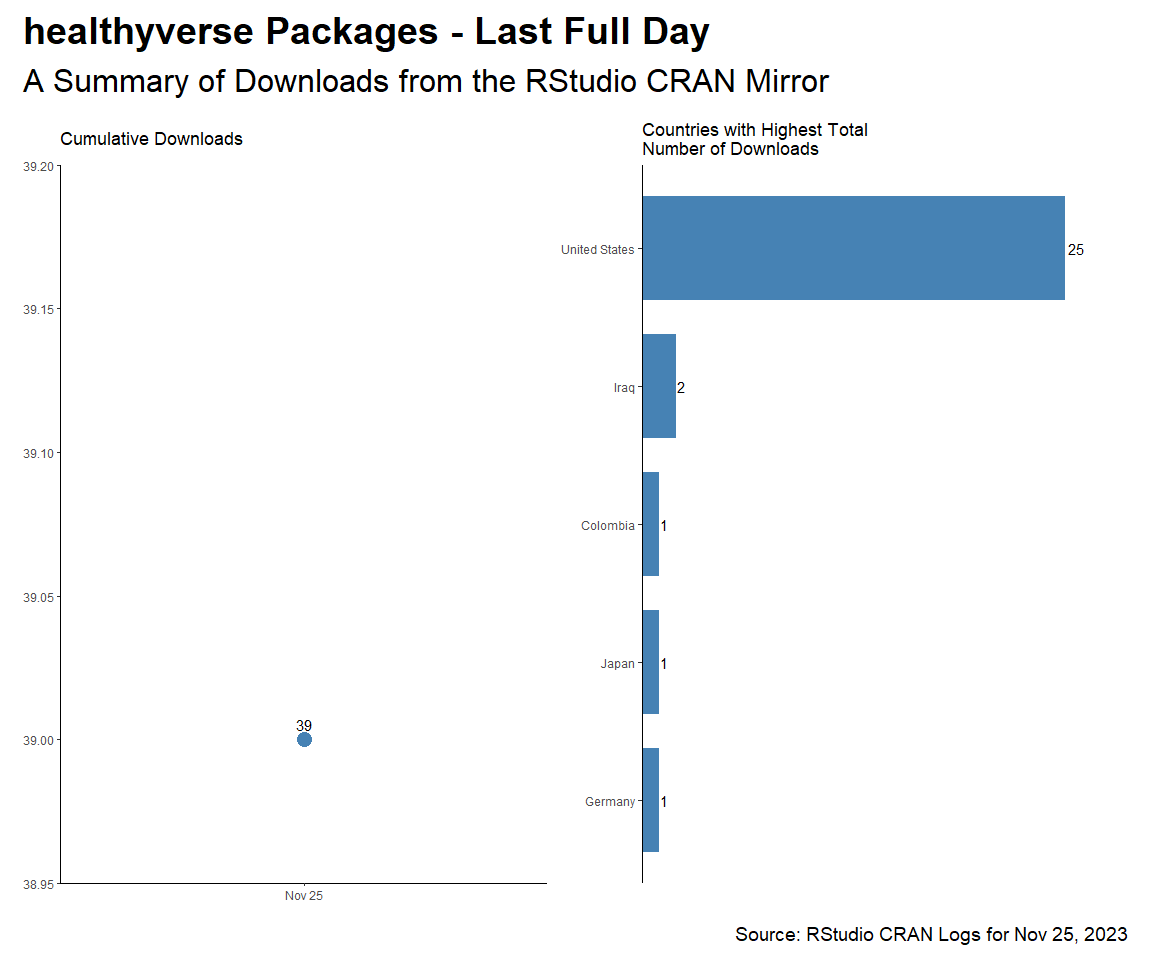 healthyverse Packages - Last Full Day
A Summary of Downloads from the RStudio CRAN Mirror
Cumulative Downloads
39.20
39.15
39.10
39.05
39.00
38.95
39
Nov 25
Countries with Highest Total
Number of Downloads
United States
25
Iraq
2
Colombia
1
Japan
1
Germany
1
Source: RStudio CRAN Logs for Nov 25, 2023